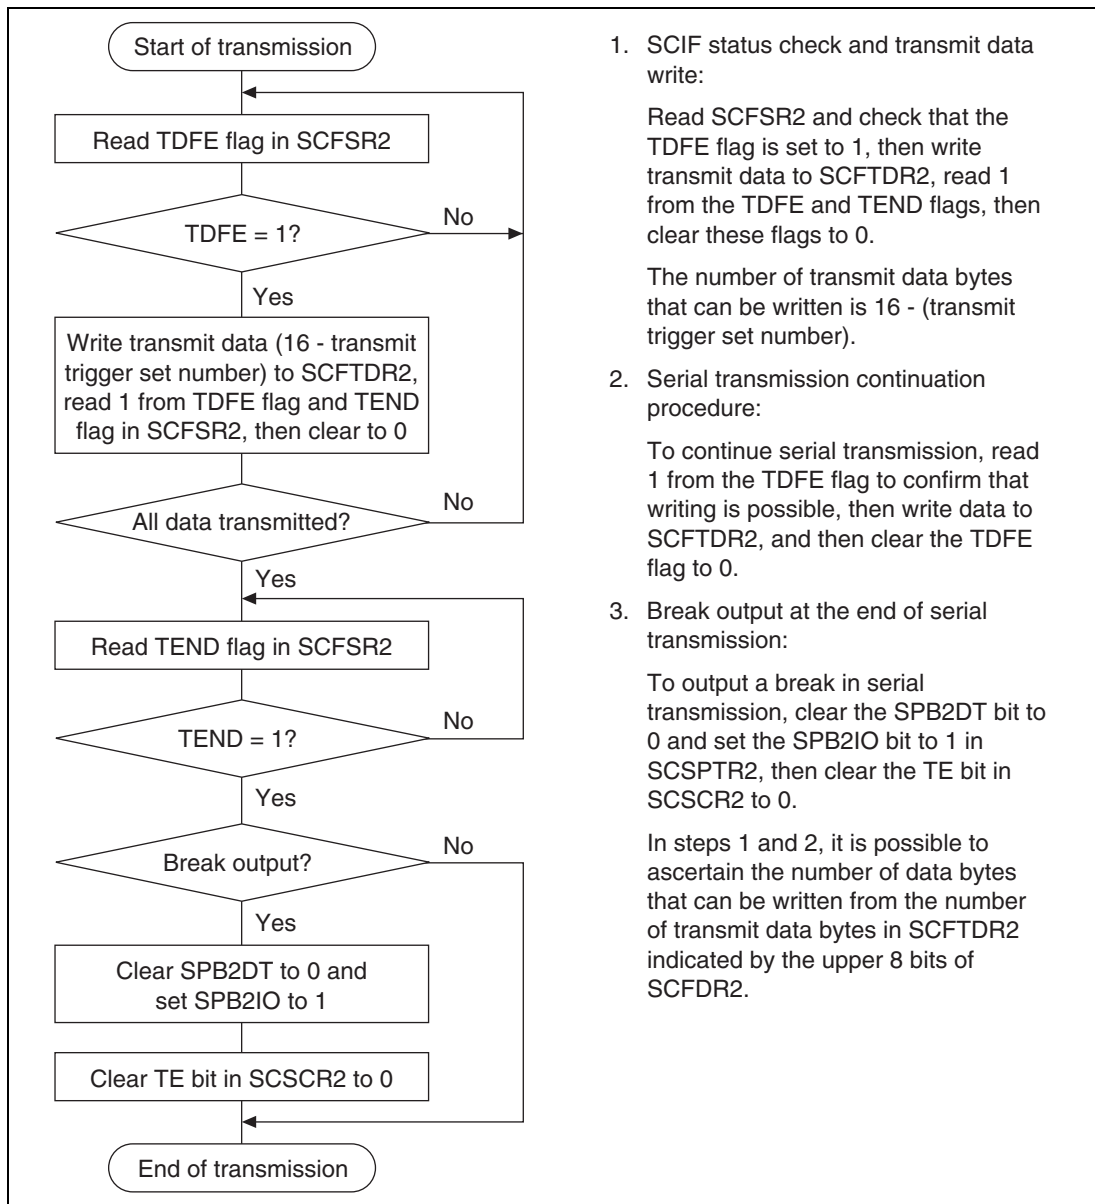 Start of transmission
Read TDFE flag in SCFSR2
TDFE = 1?
No
Yes
Write transmit data (16 - transmit
trigger set number) to SCFTDR2,
read 1 from TDFE flag and TEND
flag in SCFSR2, then clear to 0
All data transmitted?
No
Yes
Read TEND flag in SCFSR2
TEND = 1?
No
Yes
Break output?
No
Yes
Clear SPB2DT to 0 and
set SPB2IO to 1
Clear TE bit in SCSCR2 to 0
End of transmission
1. SCIF status check and transmit data
write:
Read SCFSR2 and check that the
TDFE flag is set to 1, then write
transmit data to SCFTDR2, read 1
from the TDFE and TEND flags, then
clear these flags to 0.
The number of transmit data bytes
that can be written is 16 - (transmit
trigger set number).
2. Serial transmission continuation
procedure:
To continue serial transmission, read
1 from the TDFE flag to confirm that
writing is possible, then write data to
SCFTDR2, and then clear the TDFE
flag to 0.
3. Break output at the end of serial
transmission:
To output a break in serial
transmission, clear the SPB2DT bit to
0 and set the SPB2IO bit to 1 in
SCSPTR2, then clear the TE bit in
SCSCR2 to 0.
In steps 1 and 2, it is possible to
ascertain the number of data bytes
that can be written from the number
of transmit data bytes in SCFTDR2
indicated by the upper 8 bits of
SCFDR2.